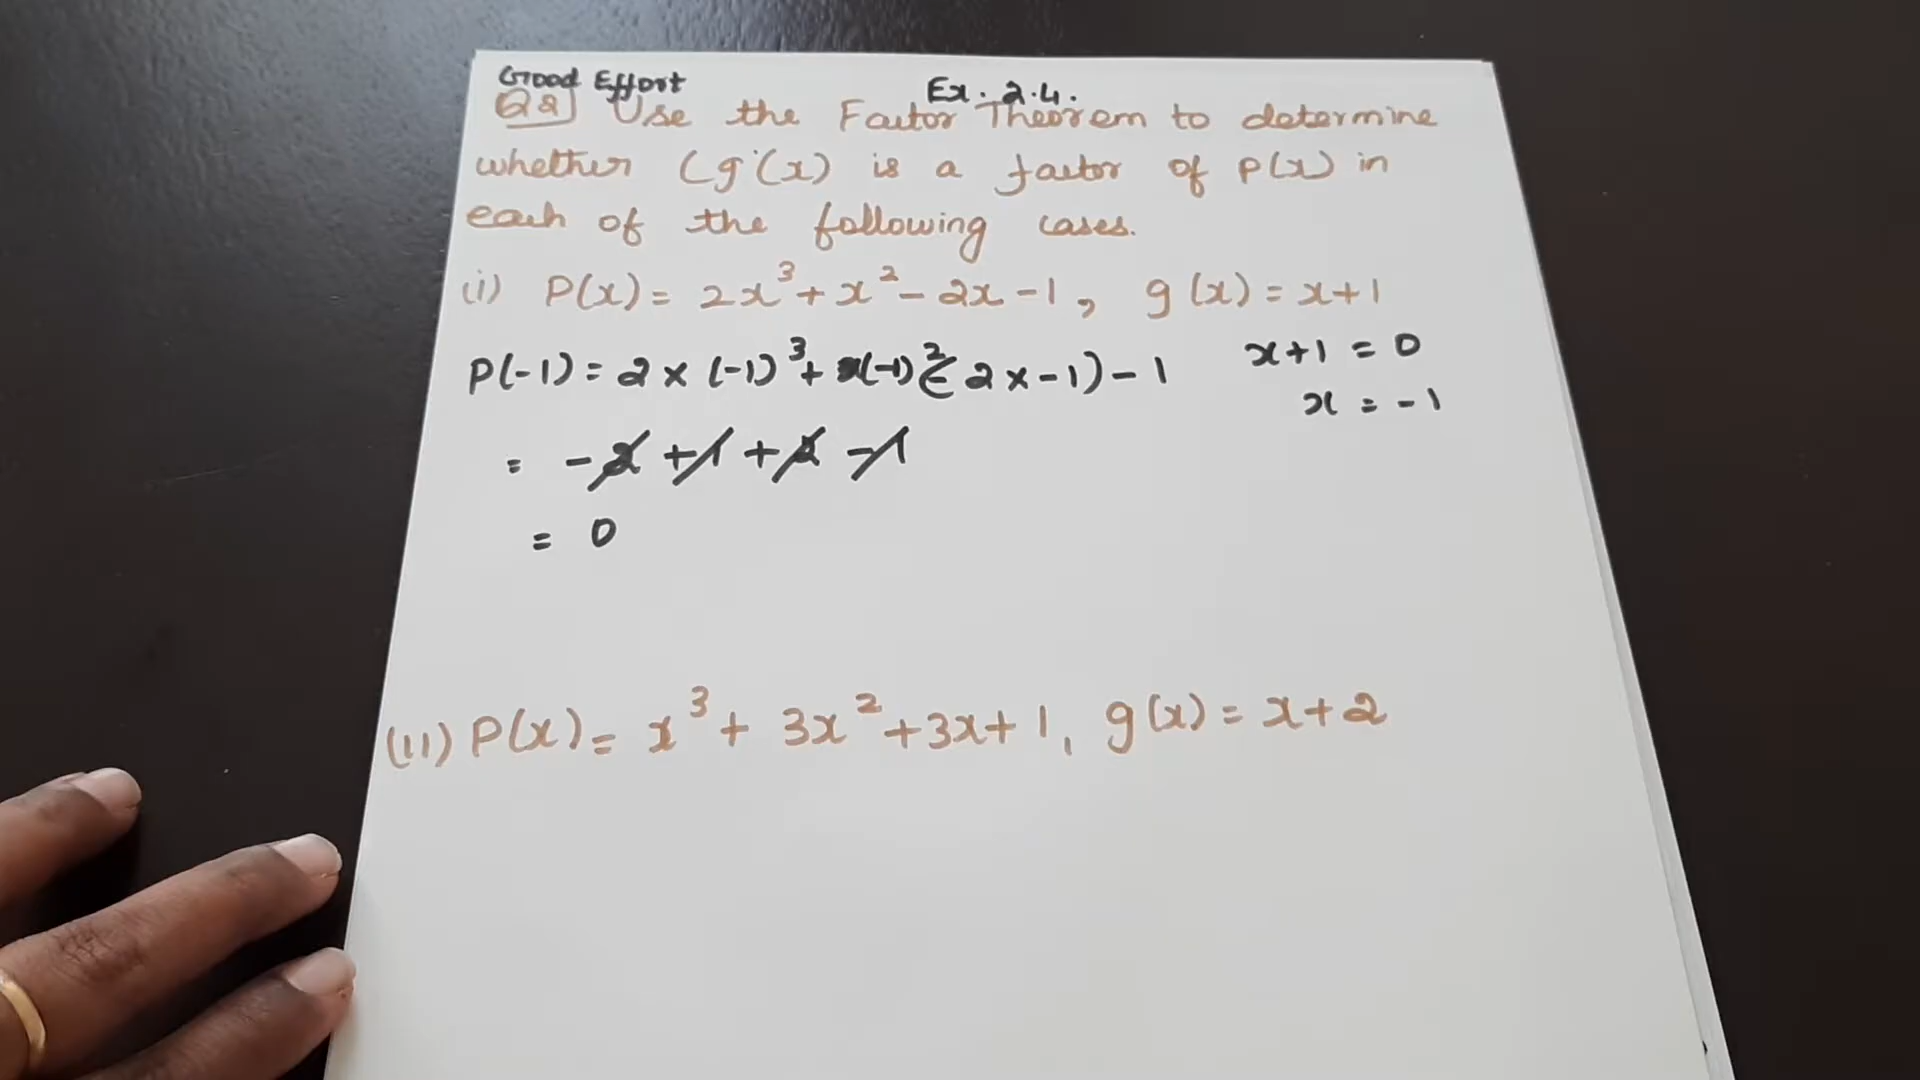 Good Effort Ex. 2.4.
Q2] Use the Factor Theorem to determine
whether (g(x) is a factor of P(x) in
each of the following cases.
(i) P(x) = 2x³ + x² - 2x - 1, g(x) = x+1
P(-1) = 2 × (-1)³ + (-1)² (- 2 x - 1) - 1
x+1 = 0
x = -1
= -2 +1 +2 -1
= 0
(ii) P(x) = x³ + 3x² + 3x + 1, g(x) = x+2